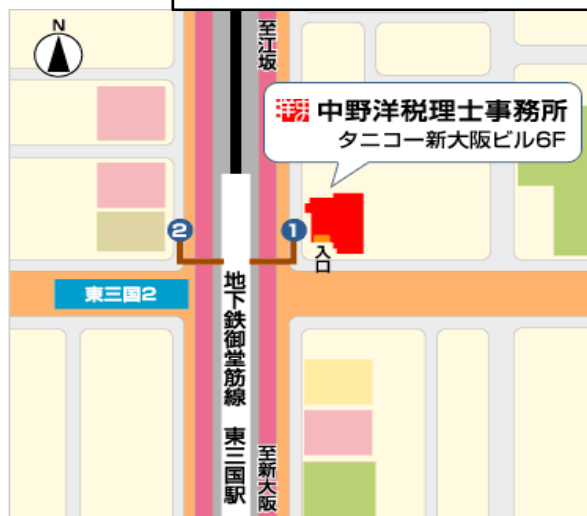 N
至江坂
中野洋税理士事務所
タニコー新大阪ビル6F
2
1
入口
東三国2
地下鉄御堂筋線 東三国駅
至新大阪